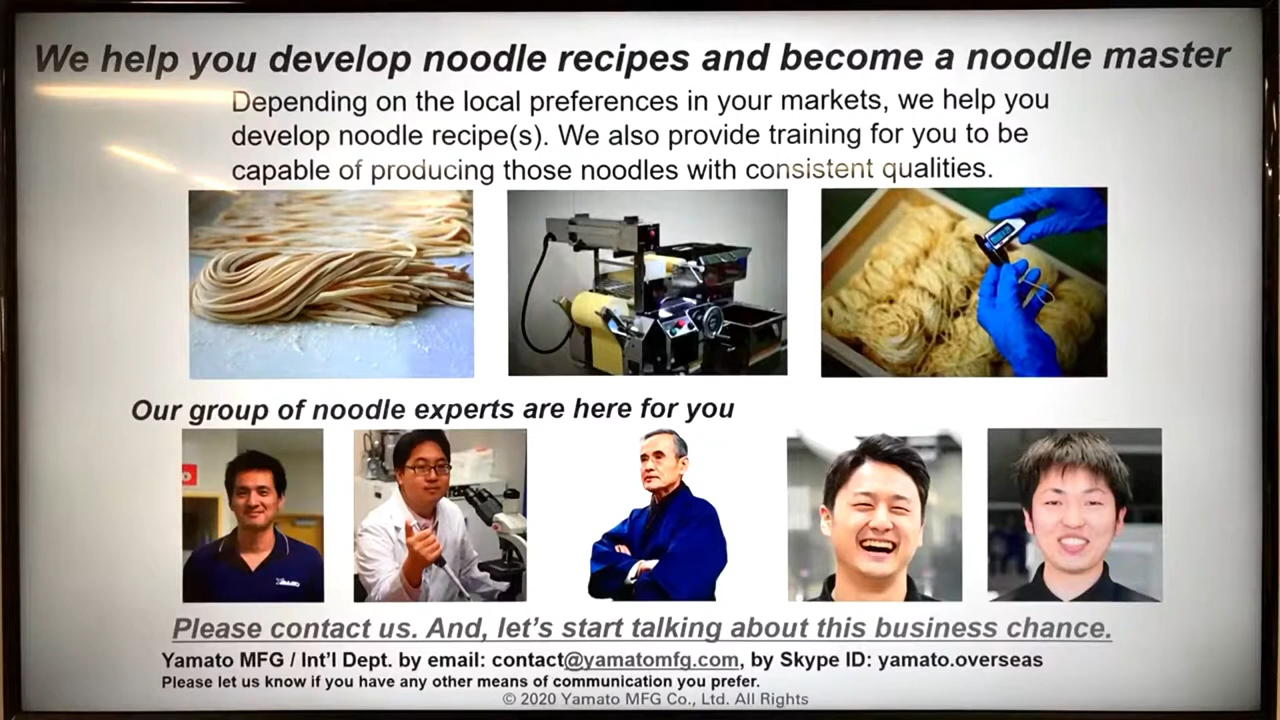 We help you develop noodle recipes and become a noodle master
Depending on the local preferences in your markets, we help you
develop noodle recipe(s). We also provide training for you to be
capable of producing those noodles with consistent qualities.
Our group of noodle experts are here for you
Please contact us. And, let's start talking about this business chance.
Yamato MFG / Int'l Dept. by email: contact@yamatomfg.com, by Skype ID: yamato.overseas
Please let us know if you have any other means of communication you prefer.
© 2020 Yamato MFG Co., Ltd. All Rights